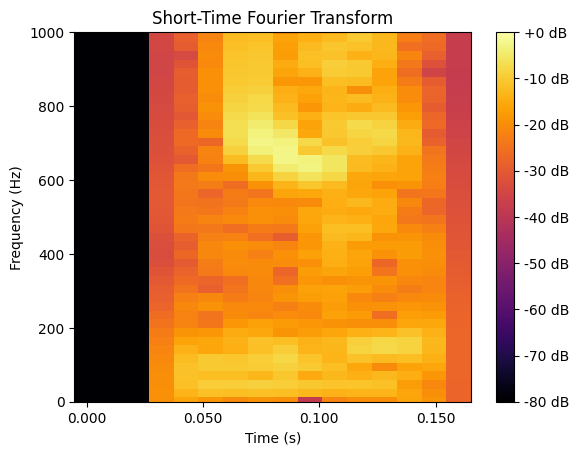 Short-Time Fourier Transform
Frequency (Hz)
1000
800
600
400
200
0
0.000
0.050
0.100
0.150
Time (s)
+0 dB
-10 dB
-20 dB
-30 dB
-40 dB
-50 dB
-60 dB
-70 dB
-80 dB